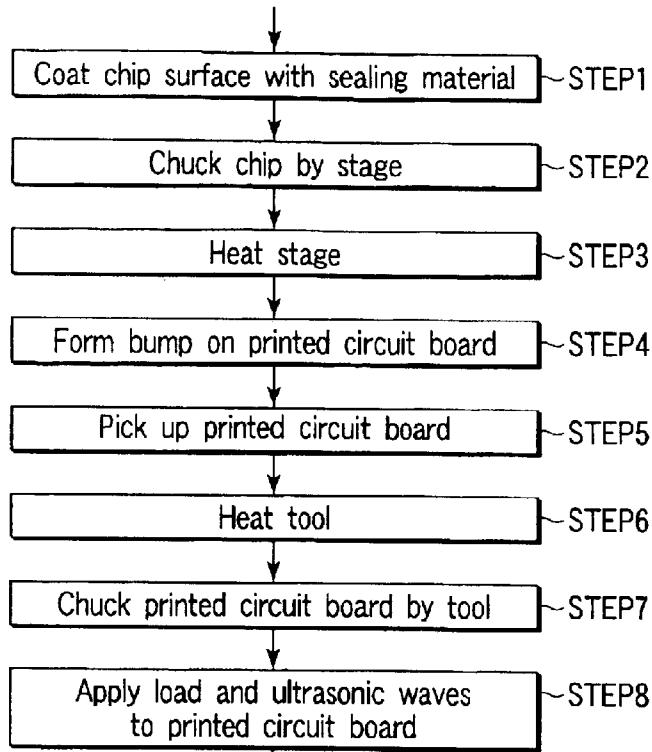 Coat chip surface with sealing material
STEP1
Chuck chip by stage
STEP2
Heat stage
STEP3
Form bump on printed circuit board
STEP4
Pick up printed circuit board
STEP5
Heat tool
STEP6
Chuck printed circuit board by tool
STEP7
Apply load and ultrasonic waves
to printed circuit board
STEP8